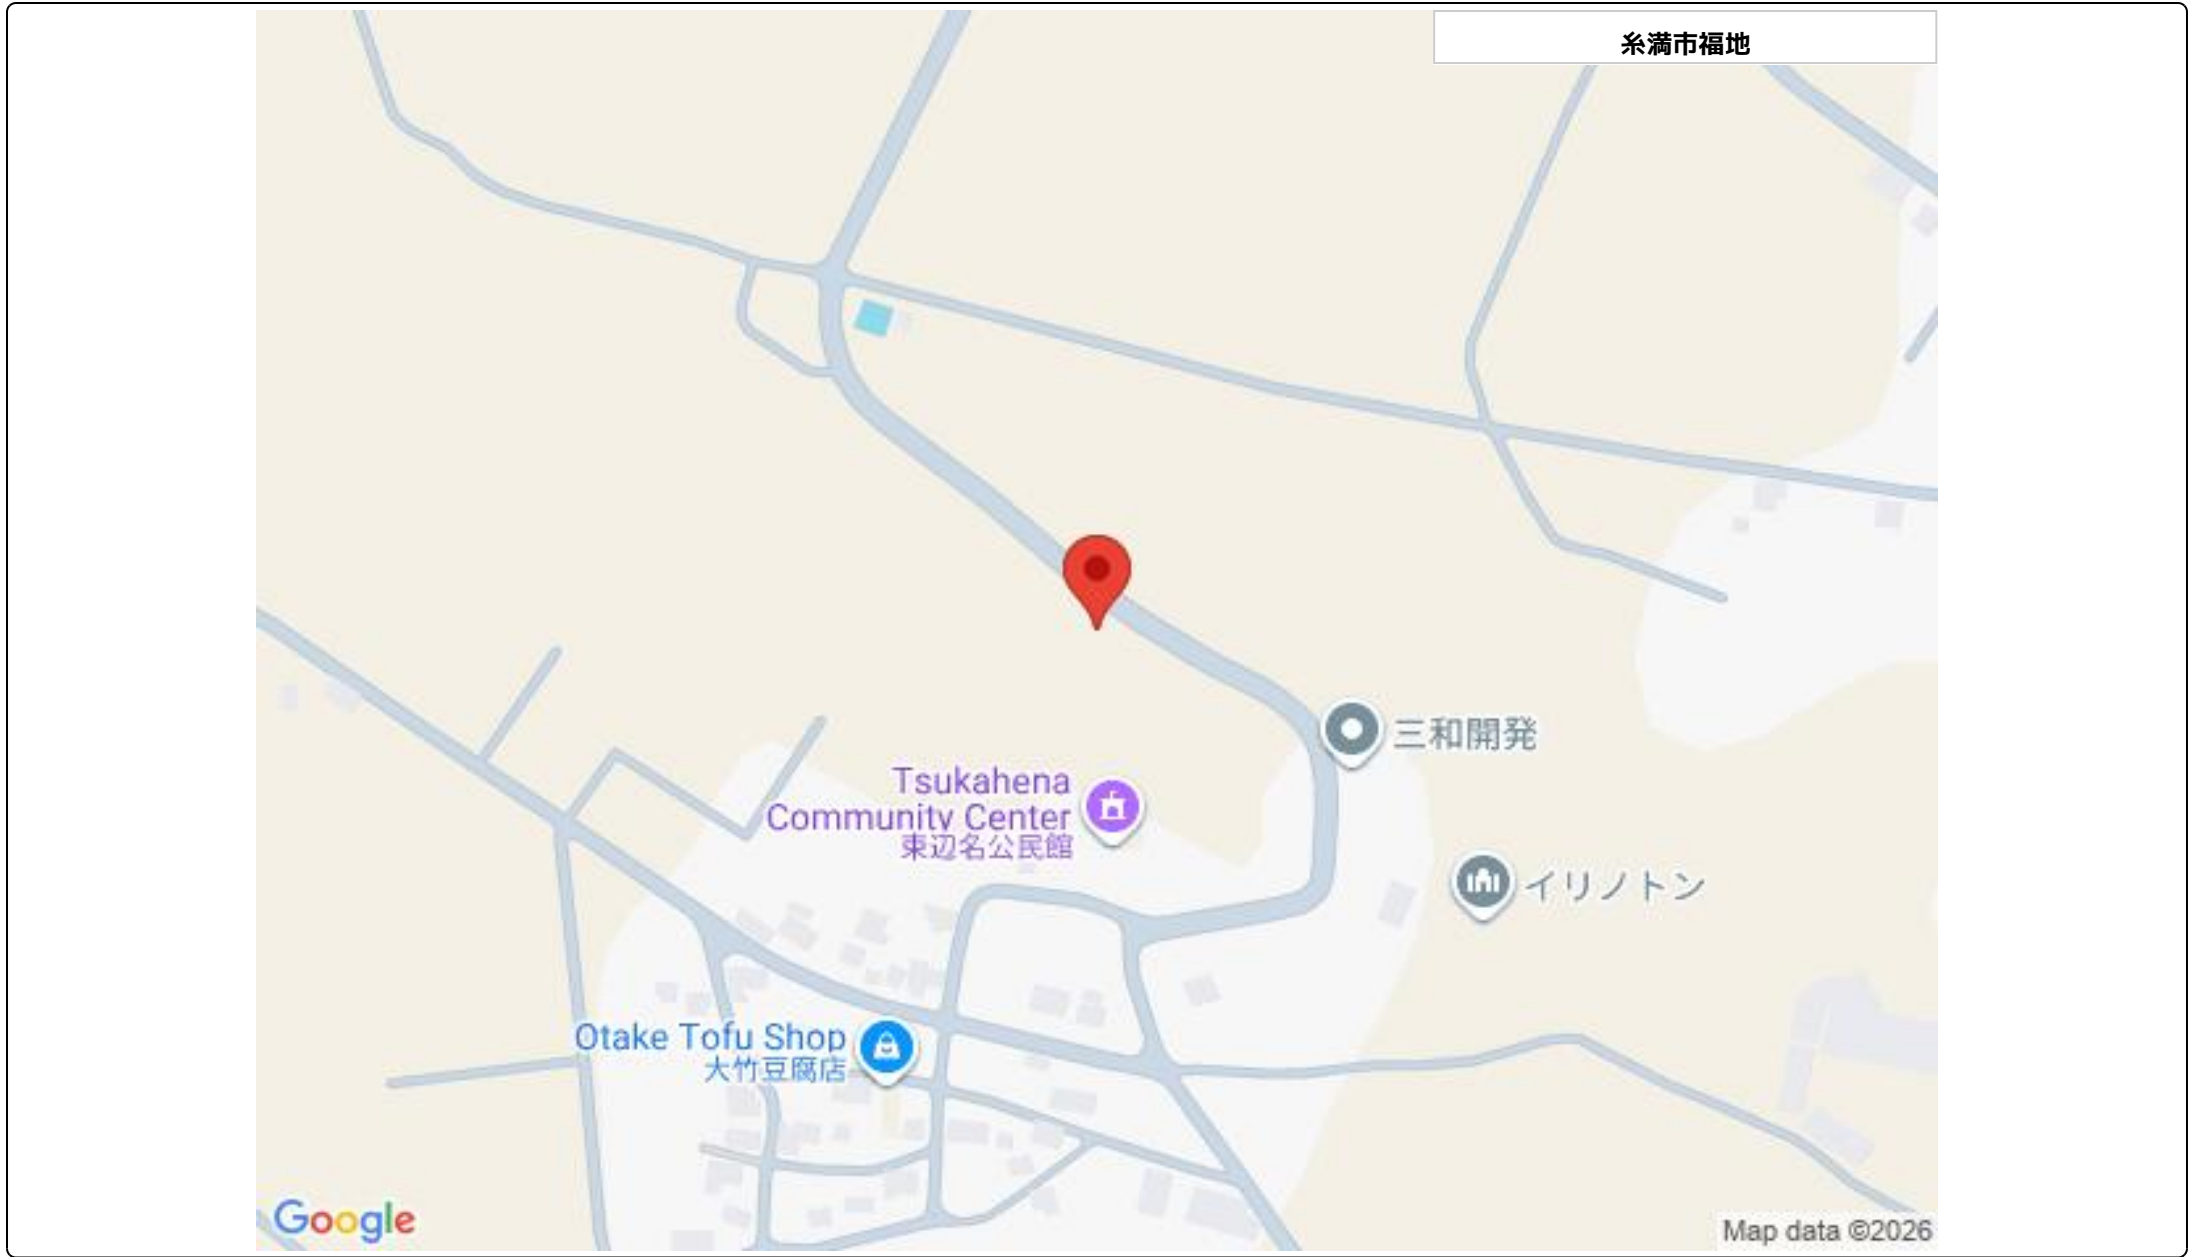 糸満市福地
三和開発
Tsukahena
Community Center
東辺名公民館
イリノトン
Otake Tofu Shop
大竹豆腐店
Google
Map data ©2026